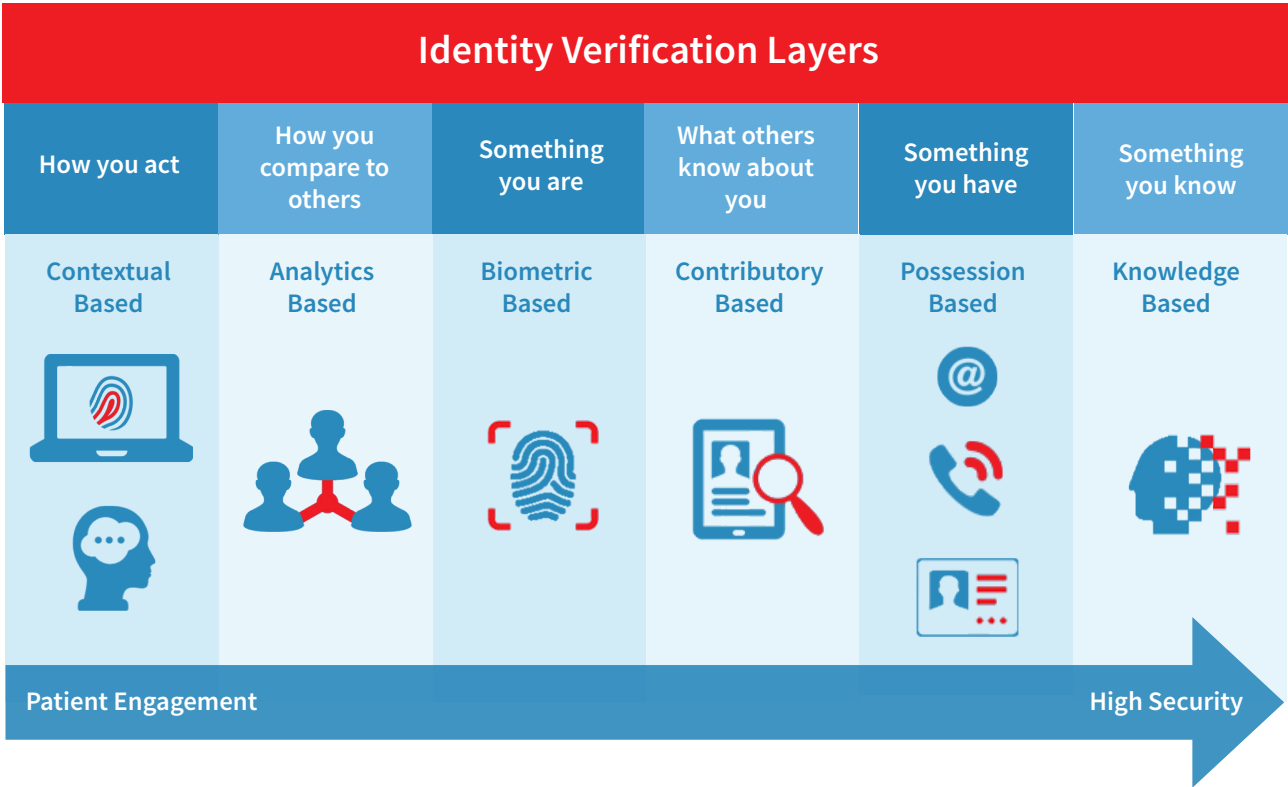 Identity Verification Layers
How you act
How you
compare to
others
Something
you are
What others
know about
you
Something
you have
Something
you know
Contextual
Based
Analytics
Based
Biometric
Based
Contributory
Based
Possession
Based
Knowledge
Based
@
Patient Engagement
High Security